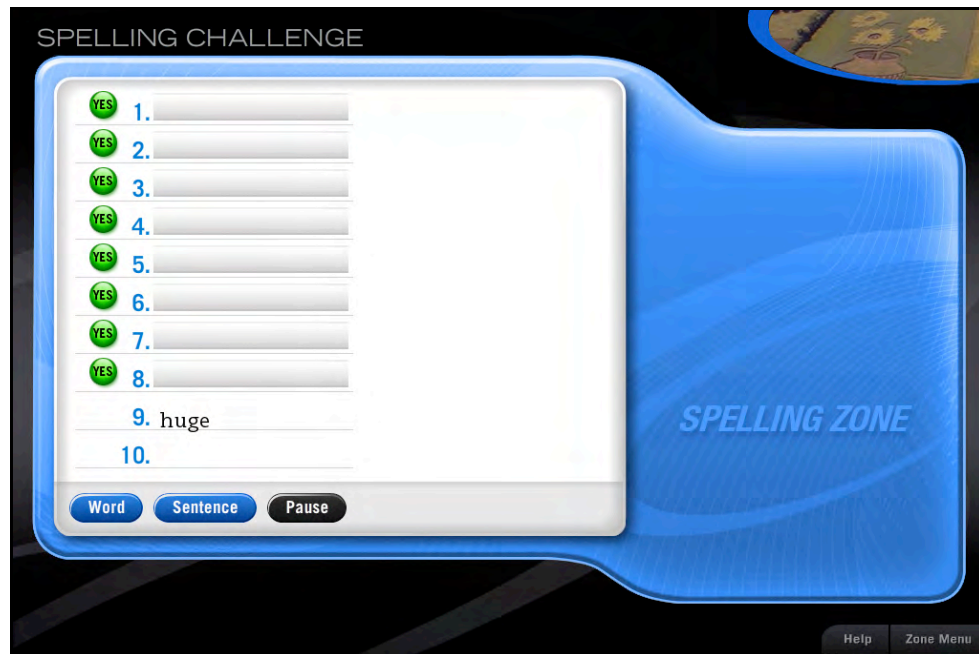 SPELLING CHALLENGE
YES 1.
YES 2.
YES 3.
YES 4.
YES 5.
YES 6.
YES 7.
YES 8.
9. huge
10.
SPELLING ZONE
Word Sentence Pause
Help Zone Menu